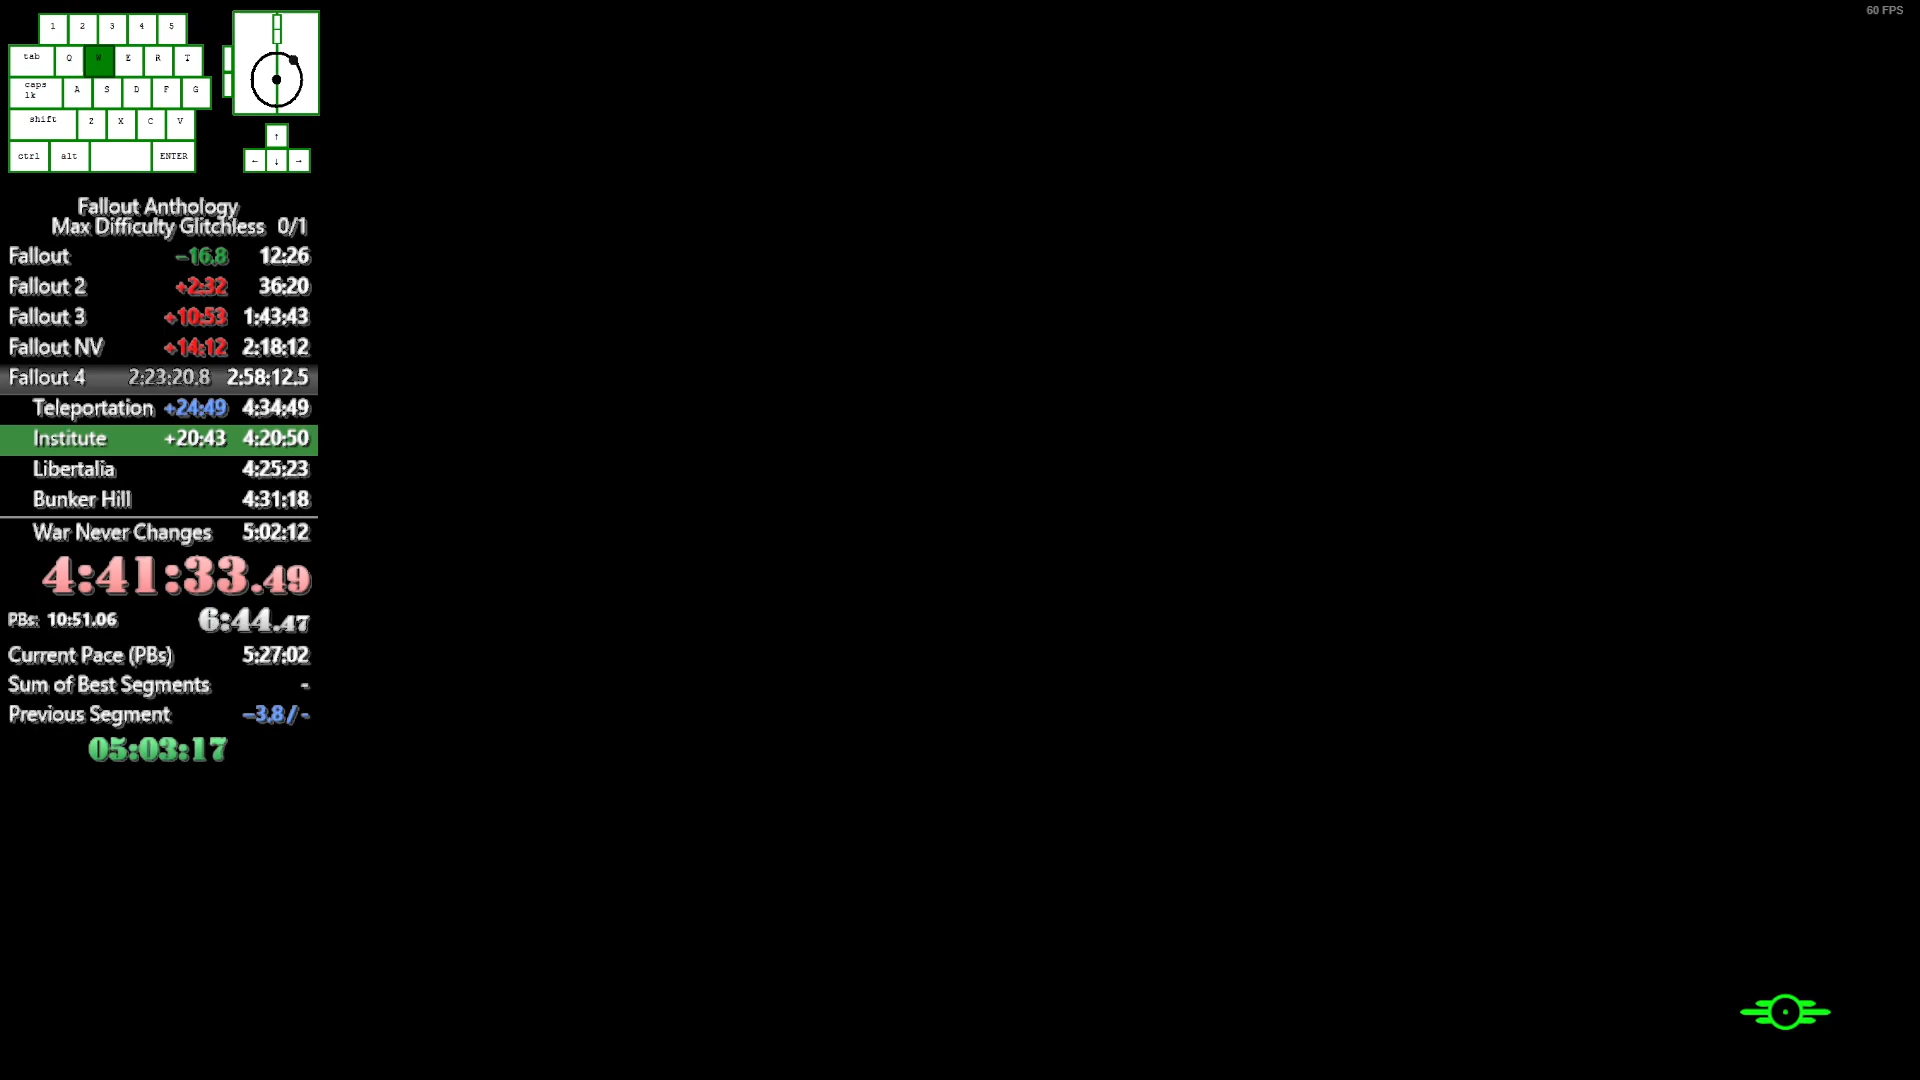 60 FPS
1 2 3 4 5
tab Q W E R T
caps lk A S D F G
shift Z X C V
ctrl alt ENTER
↑
← ↓ →
Fallout Anthology
Max Difficulty Glitchless 0/1
Fallout −16.8 12:26
Fallout 2 +2:32 36:20
Fallout 3 +10:53 1:43:43
Fallout NV +14:12 2:18:12
Fallout 4 2:23:20.8 2:58:12.5
Teleportation +24:49 4:34:49
Institute +20:43 4:20:50
Libertalia 4:25:23
Bunker Hill 4:31:18
War Never Changes 5:02:12
4:41:33.49
PBs: 10:51.06 6:44.47
Current Pace (PBs) 5:27:02
Sum of Best Segments -
Previous Segment −3.8 / -
05:03:17